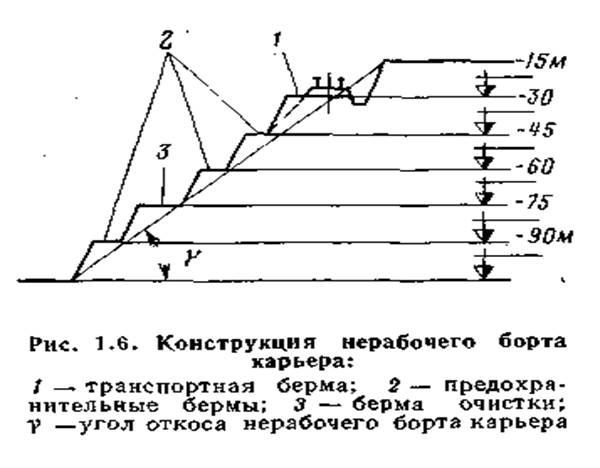 2
1
-15м
-30
-45
3
-60
-75
γ
-90м
Рис. 1.6. Конструкция нерабочего борта
карьера:
1 — транспортная берма; 2 — предохра-
нительные бермы; 3 — берма очистки;
γ — угол откоса нерабочего борта карьера